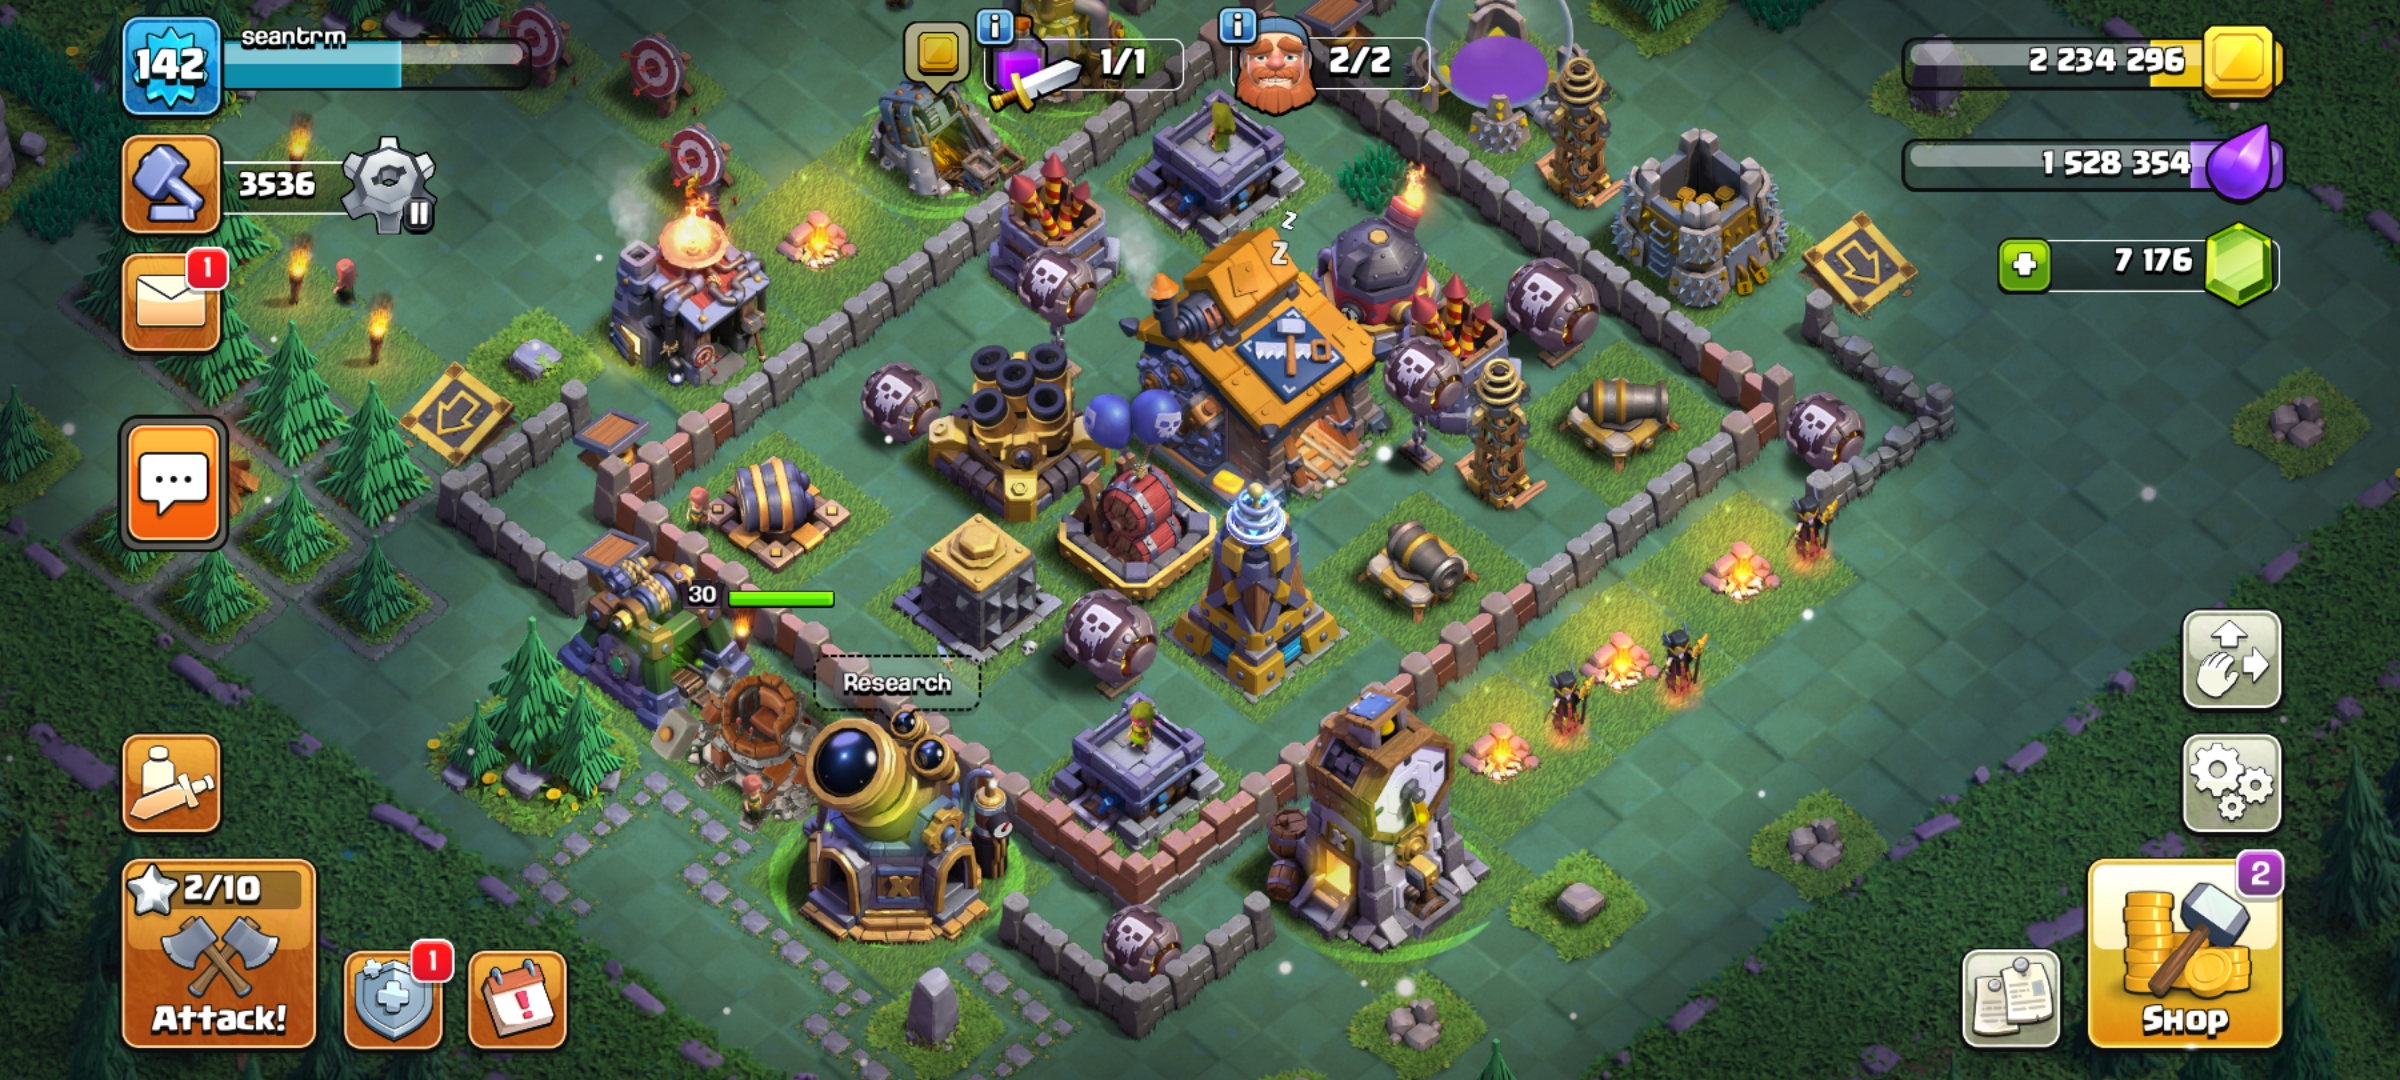 142
seantrm
1/1
2/2
2 234 296
3536
1 528 354
1
7 176
z
Z
30
Research
2/10
Attack!
1
2
Shop